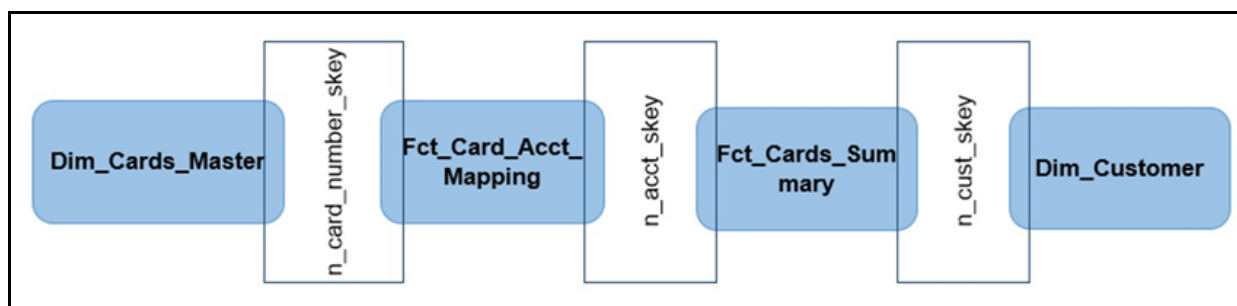 Dim_Cards_Master
n_card_number_skey
Fct_Card_Acct_
Mapping
n_acct_skey
Fct_Cards_Sum
mary
n_cust_skey
Dim_Customer